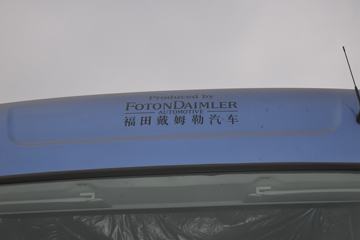 Produced by
FOTONDAIMLER
AUTOMOTIVE
福田戴姆勒汽车